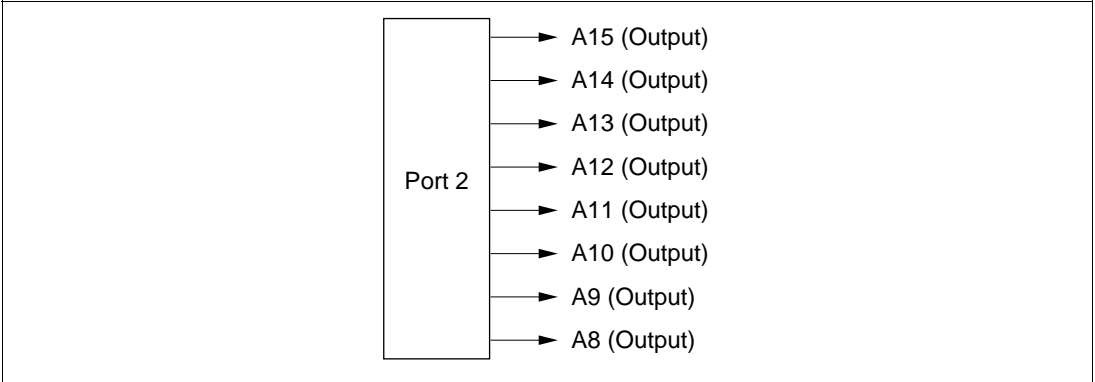 A15 (Output)
A14 (Output)
A13 (Output)
A12 (Output)
Port 2
A11 (Output)
A10 (Output)
A9 (Output)
A8 (Output)